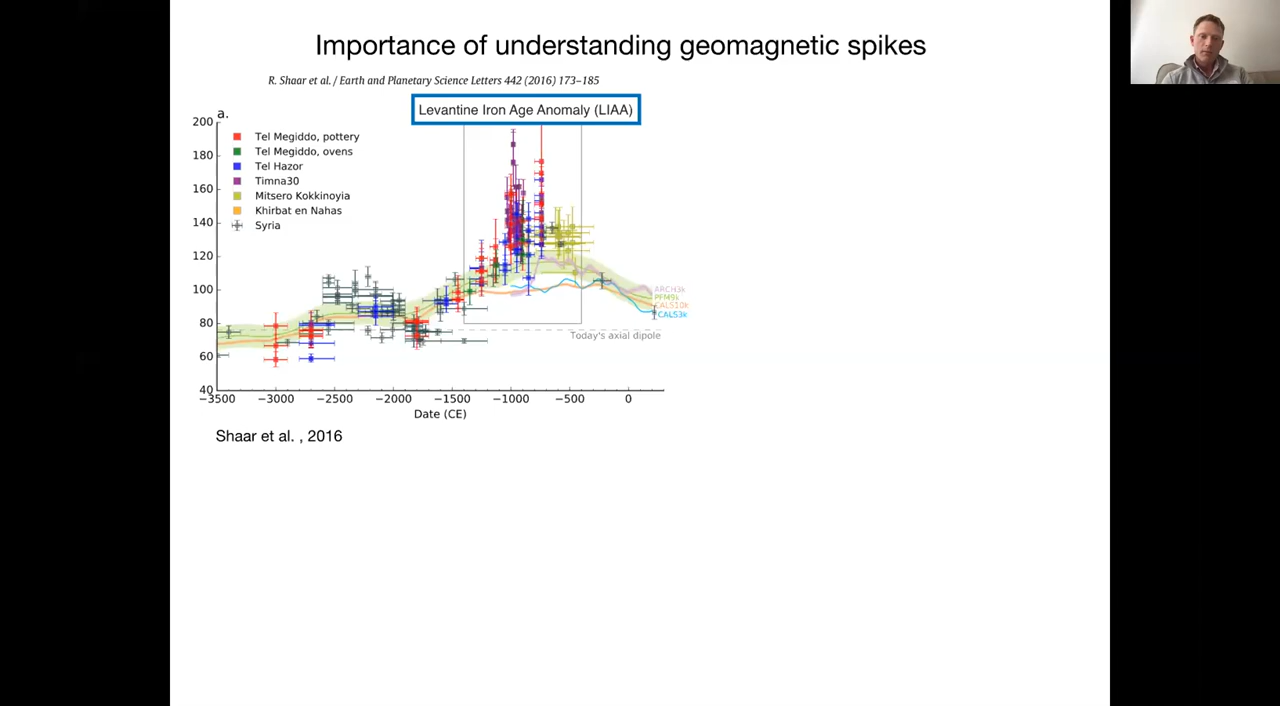 Importance of understanding geomagnetic spikes
R. Shaar et al. / Earth and Planetary Science Letters 442 (2016) 173–185
Levantine Iron Age Anomaly (LIAA)
a.
200
180
160
140
120
100
80
60
40
Tel Megiddo, pottery
Tel Megiddo, ovens
Tel Hazor
Timna30
Mitsero Kokkinoyia
Khirbat en Nahas
Syria
ARCH3k
PFM9k
CALS10k
CALS3k
Today's axial dipole
−3500 −3000 −2500 −2000 −1500 −1000 −500 0
Date (CE)
Shaar et al. , 2016